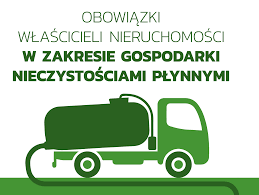 OBOWIĄZKI
WŁAŚCICIELI NIERUCHOMOŚCI
W ZAKRESIE GOSPODARKI
NIECZYSTOŚCIAMI PŁYNNYMI